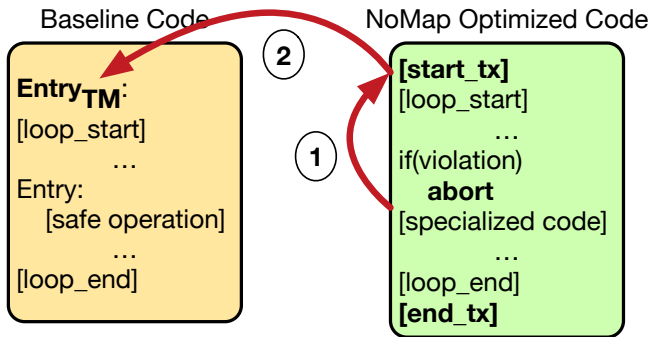 Baseline Code
Entry_TM:
[loop_start]
…
Entry:
[safe operation]
…
[loop_end]
2
1
NoMap Optimized Code
[start_tx]
[loop_start]
…
if(violation)
abort
[specialized code]
…
[loop_end]
[end_tx]